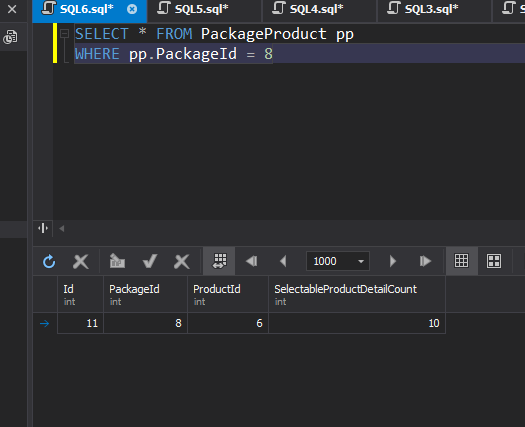 SQL6.sql*
SQL5.sql*
SQL4.sql*
SQL3.sql*
SELECT * FROM PackageProduct pp
WHERE pp.PackageId = 8
1000
Id PackageId ProductId SelectableProductDetailCount
int int int int
11 8 6 10